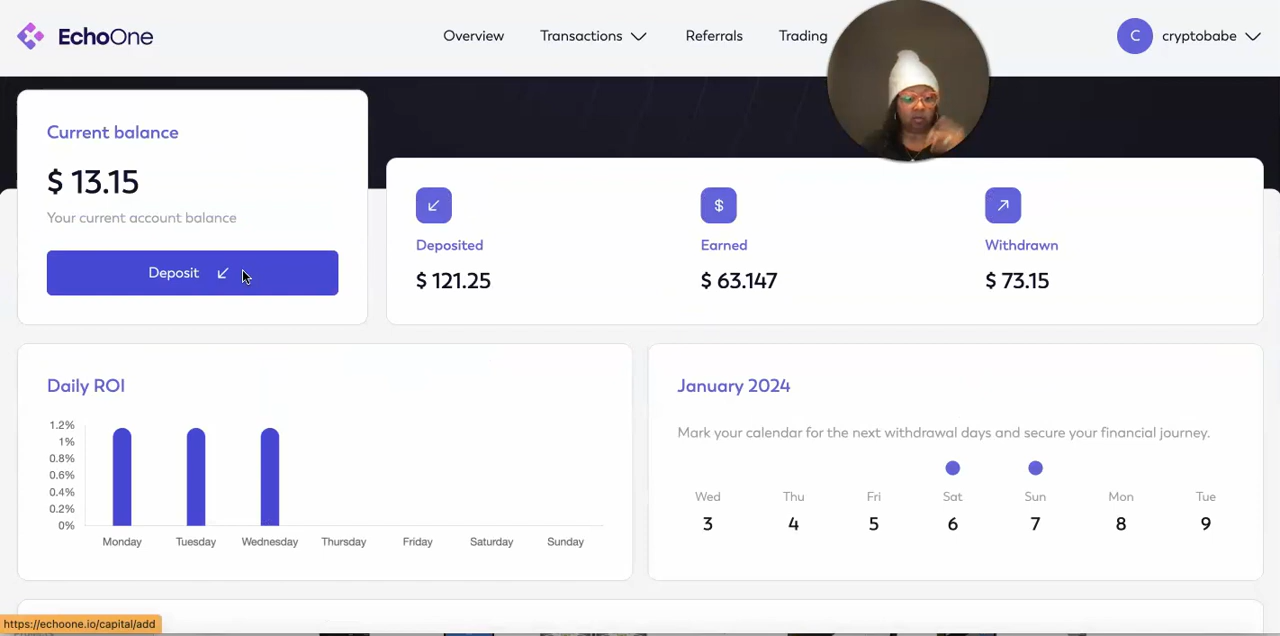 EchoOne
Overview
Transactions
Referrals
Trading
C
cryptobabe
Current balance
$ 13.15
Your current account balance
Deposit
Deposited
$ 121.25
$
Earned
$ 63.147
Withdrawn
$ 73.15
Daily ROI
1.2%
1%
0.8%
0.6%
0.4%
0.2%
0%
Monday Tuesday Wednesday Thursday Friday Saturday Sunday
January 2024
Mark your calendar for the next withdrawal days and secure your financial journey.
Wed Thu Fri Sat Sun Mon Tue
3 4 5 6 7 8 9
https://echoone.io/capital/add